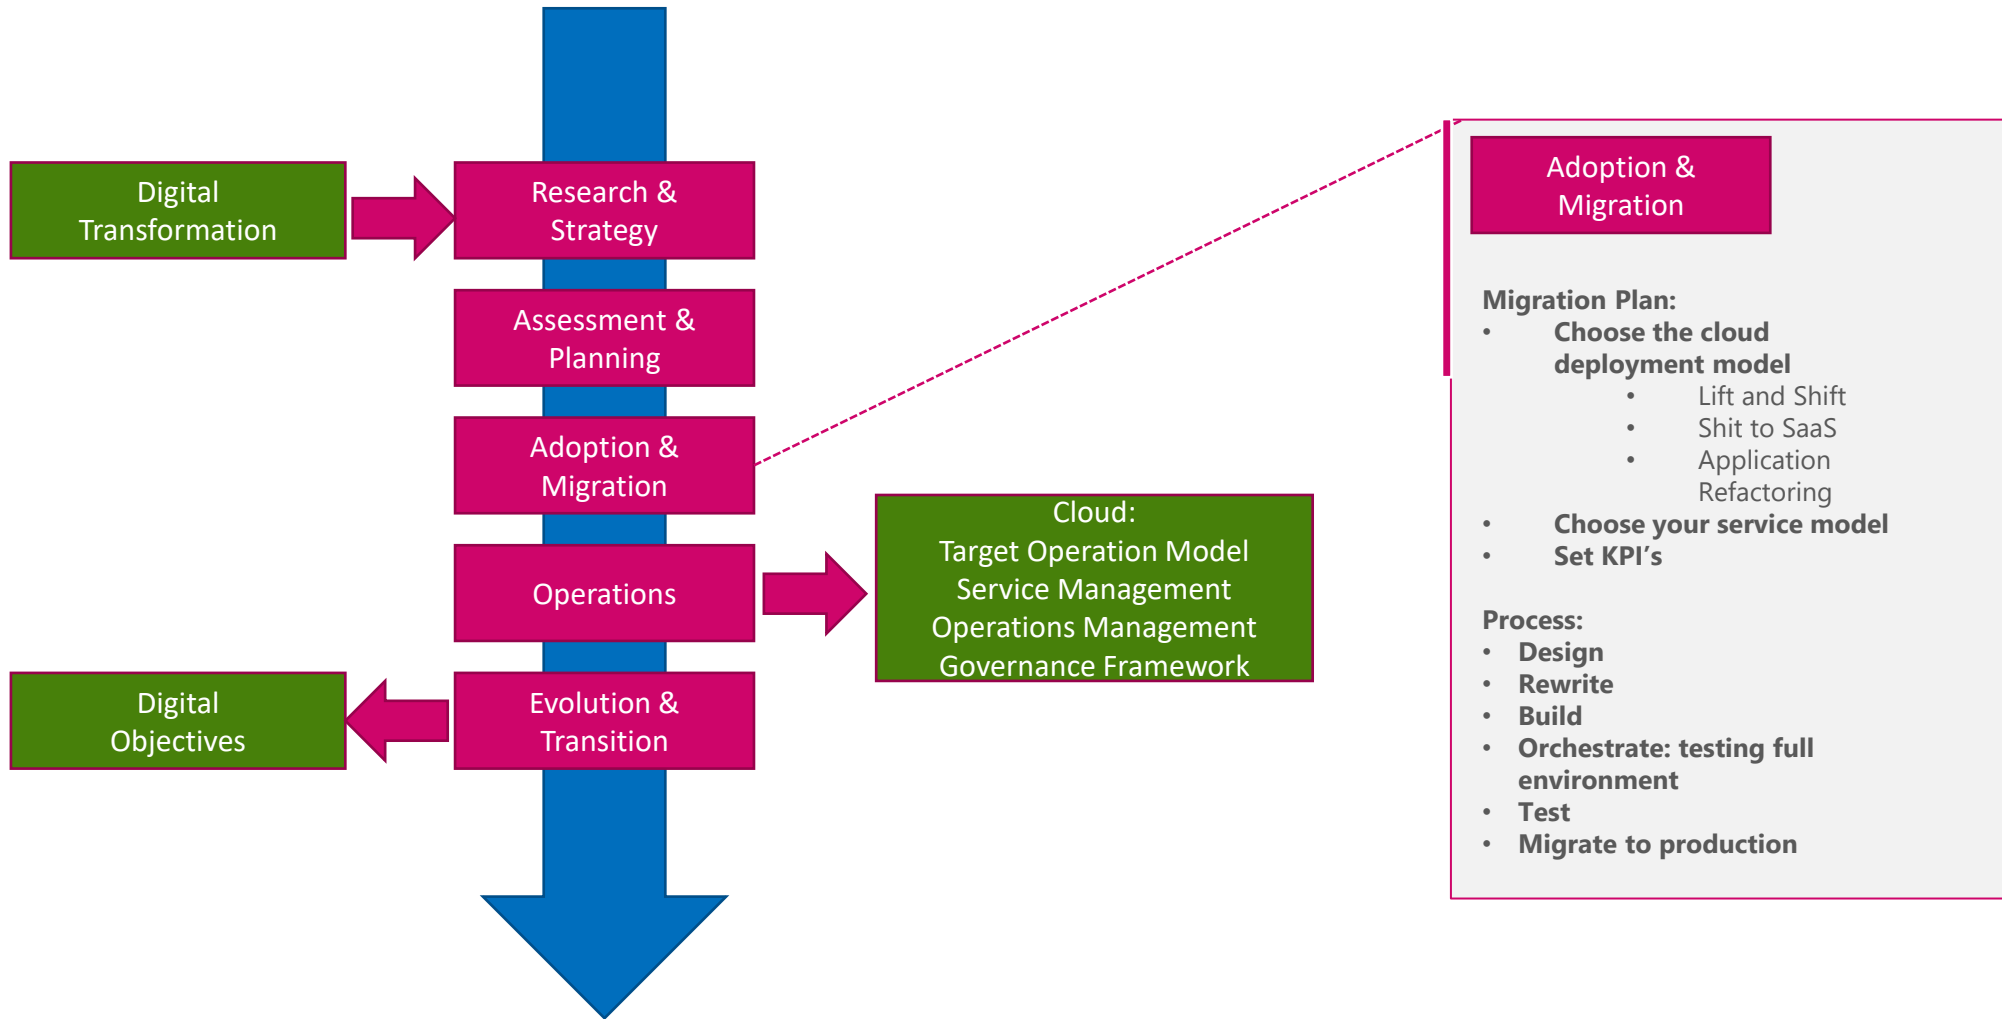 Digital
Transformation
Research &
Strategy
Assessment &
Planning
Adoption &
Migration
Operations
Cloud:
Target Operation Model
Service Management
Operations Management
Governance Framework
Digital
Objectives
Evolution &
Transition
Adoption &
Migration
Migration Plan:
• Choose the cloud
deployment model
• Lift and Shift
• Shit to SaaS
• Application
Refactoring
• Choose your service model
• Set KPI’s
Process:
• Design
• Rewrite
• Build
• Orchestrate: testing full
environment
• Test
• Migrate to production